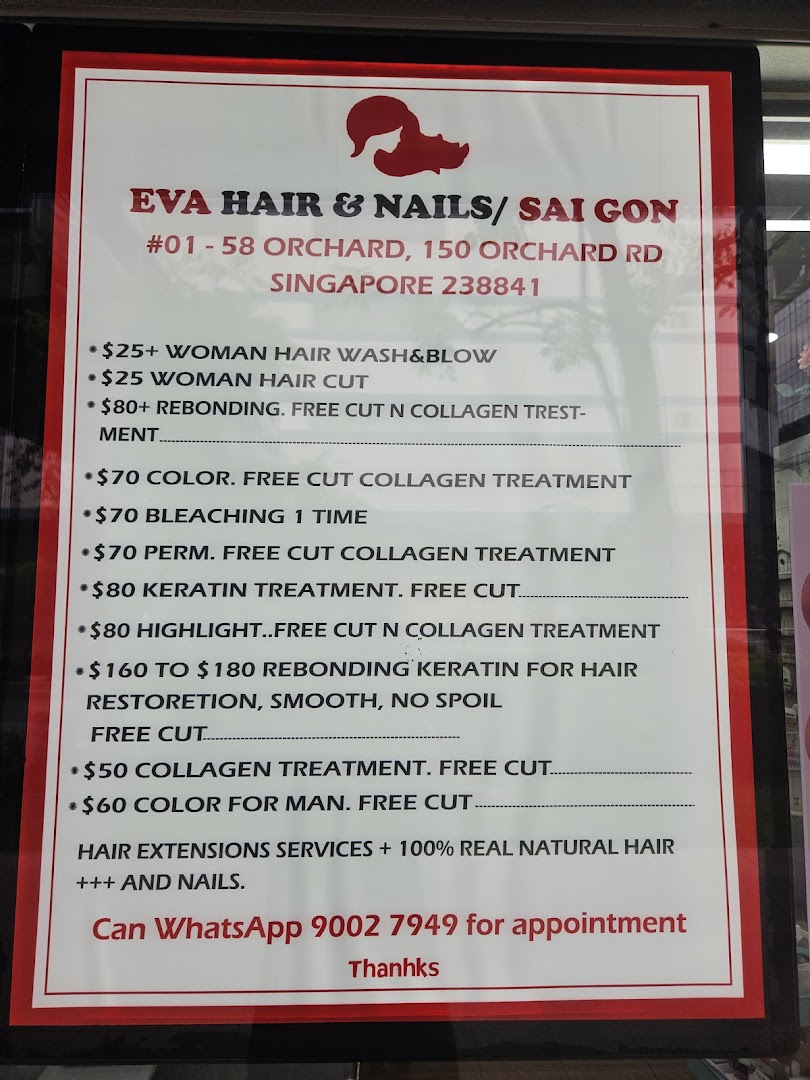 EVA HAIR & NAILS/ SAI GON
#01 - 58 ORCHARD, 150 ORCHARD RD
SINGAPORE 238841
• $25+ WOMAN HAIR WASH&BLOW
• $25 WOMAN HAIR CUT
• $80+ REBONDING. FREE CUT N COLLAGEN TREST-
MENT
• $70 COLOR. FREE CUT COLLAGEN TREATMENT
• $70 BLEACHING 1 TIME
• $70 PERM. FREE CUT COLLAGEN TREATMENT
• $80 KERATIN TREATMENT. FREE CUT
• $80 HIGHLIGHT..FREE CUT N COLLAGEN TREATMENT
• $160 TO $180 REBONDING KERATIN FOR HAIR
RESTORETION, SMOOTH, NO SPOIL
FREE CUT
• $50 COLLAGEN TREATMENT. FREE CUT
• $60 COLOR FOR MAN. FREE CUT
HAIR EXTENSIONS SERVICES + 100% REAL NATURAL HAIR
+++ AND NAILS.
Can WhatsApp 9002 7949 for appointment
Thanhks